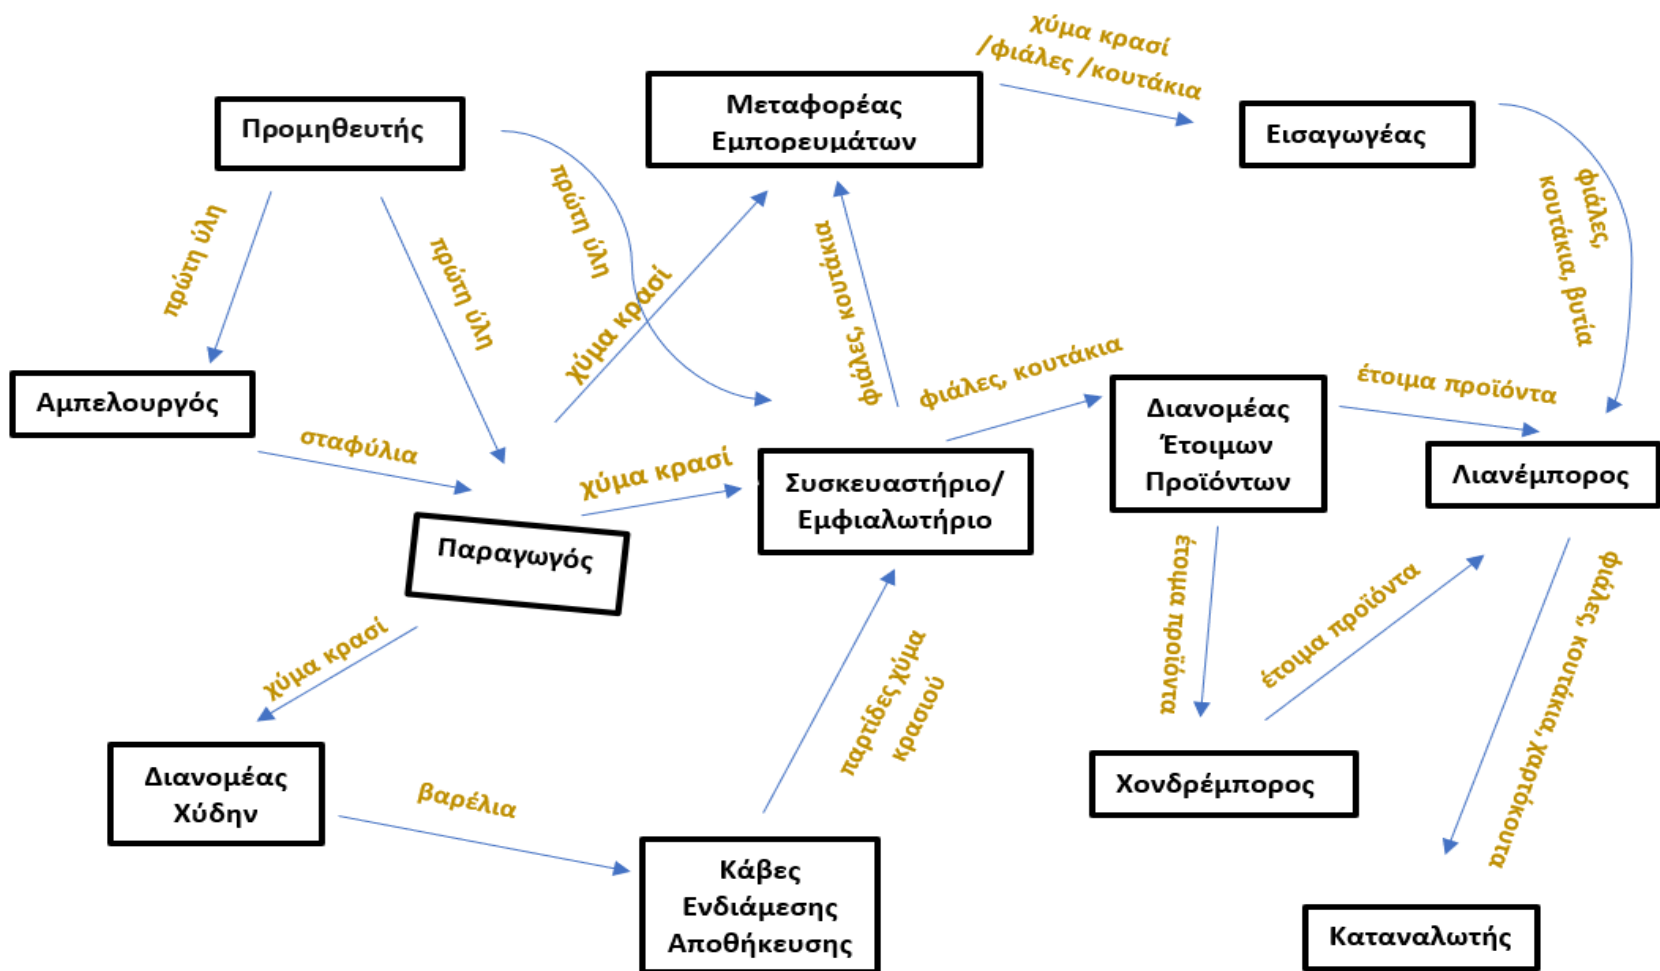 χύμα κρασί
/φιάλες /κουτάκια
Προμηθευτής
Μεταφορέας
Εμπορευμάτων
Εισαγωγέας
πρώτη ύλη
πρώτη ύλη
πρώτη ύλη
χύμα κρασί
φιάλες, κουτάκια
φιάλες,
κουτάκια, βυτία
Αμπελουργός
σταφύλια
χύμα κρασί
φιάλες, κουτάκια
Διανομέας
Έτοιμων
Προϊόντων
έτοιμα προϊόντα
Λιανέμπορος
Συσκευαστήριο/
Εμφιαλωτήριο
Παραγωγός
χύμα κρασί
παρτίδες χύμα
κρασιού
έτοιμα προϊόντα
έτοιμα προϊόντα
φιάλες, κουτάκια, χαρτόκουτα
Διανομέας
Χύδην
βαρέλια
Κάβες
Ενδιάμεσης
Αποθήκευσης
Χονδρέμπορος
Καταναλωτής